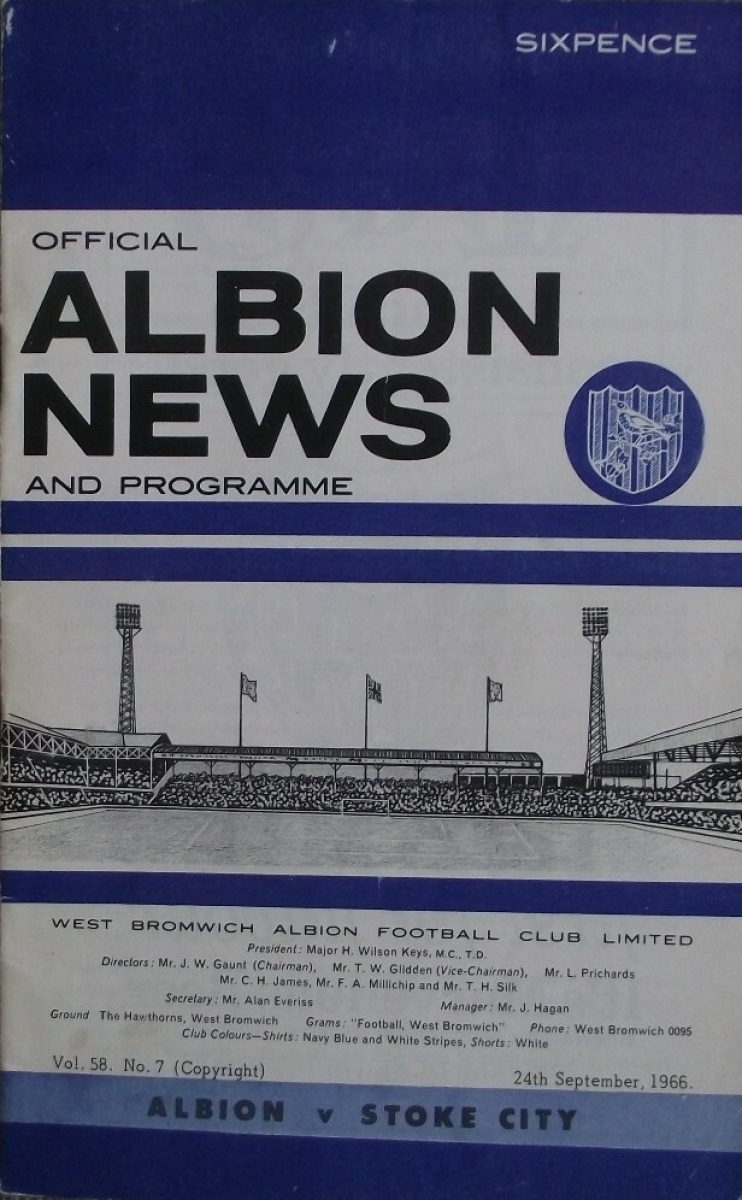 SIXPENCE
OFFICIAL
ALBION
NEWS
AND PROGRAMME
WEST BROMWICH ALBION FOOTBALL CLUB LIMITED
President: Major H. Wilson Keys, M.C., T.D.
Directors: Mr. J. W. Gaunt (Chairman), Mr. T. W. Glidden (Vice-Chairman), Mr. L. Prichards
Mr. C. H. James, Mr. F. A. Millichip and Mr. T. H. Silk
Secretary: Mr. Alan Everiss Manager: Mr. J. Hagan
Ground The Hawthorns, West Bromwich Grams: "Football, West Bromwich" Phone: West Bromwich 0095
Club Colours—Shirts: Navy Blue and White Stripes, Shorts: White
Vol. 58. No. 7 (Copyright) 24th September, 1966.
ALBION v STOKE CITY